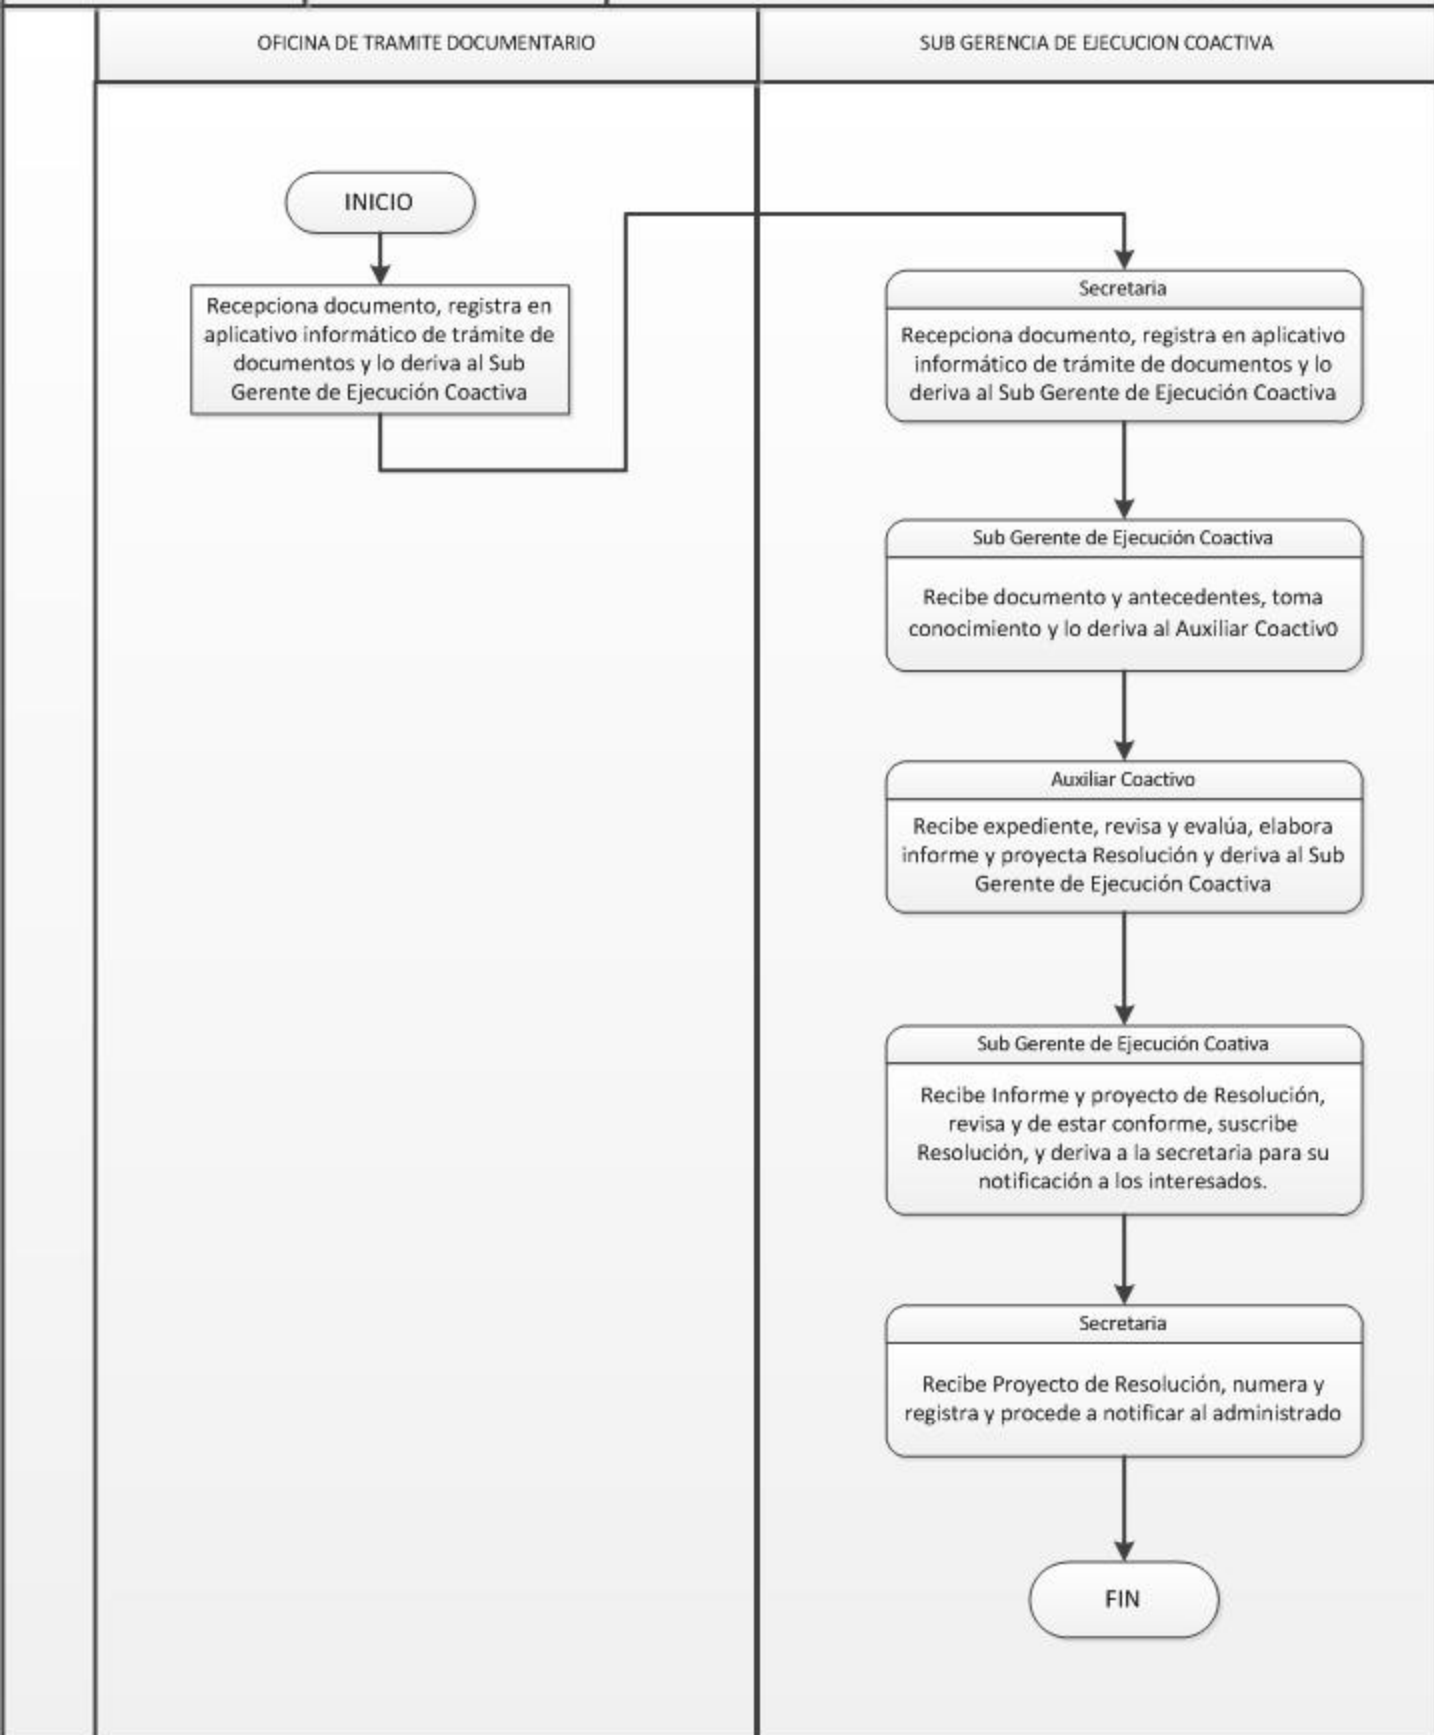 OFICINA DE TRAMITE DOCUMENTARIO
SUB GERENCIA DE EJECUCION COACTIVA
INICIO
Recepciona documento, registra en
aplicativo informático de trámite de
documentos y lo deriva al Sub
Gerente de Ejecución Coactiva
Secretaria
Recepciona documento, registra en aplicativo
informático de trámite de documentos y lo
deriva al Sub Gerente de Ejecución Coactiva
Sub Gerente de Ejecución Coactiva
Recibe documento y antecedentes, toma
conocimiento y lo deriva al Auxiliar Coactiv0
Auxiliar Coactivo
Recibe expediente, revisa y evalúa, elabora
informe y proyecta Resolución y deriva al Sub
Gerente de Ejecución Coactiva
Sub Gerente de Ejecución Coativa
Recibe Informe y proyecto de Resolución,
revisa y de estar conforme, suscribe
Resolución, y deriva a la secretaria para su
notificación a los interesados.
Secretaria
Recibe Proyecto de Resolución, numera y
registra y procede a notificar al administrado
FIN